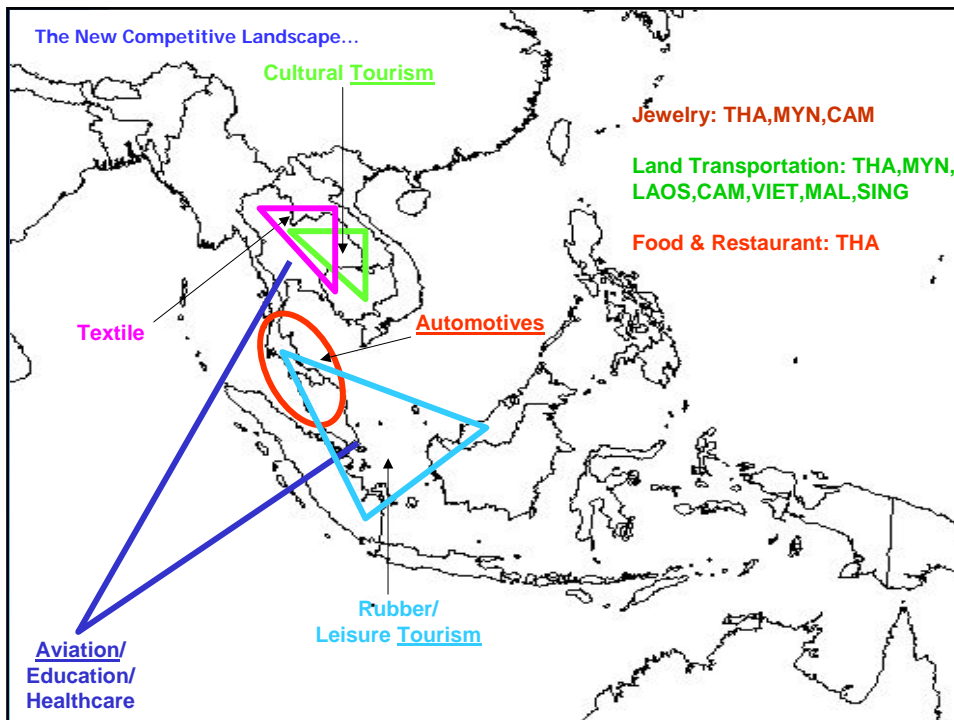 The New Competitive Landscape...
Cultural Tourism
Jewelry: THA,MYN,CAM
Land Transportation: THA,MYN,
LAOS,CAM,VIET,MAL,SING
Food & Restaurant: THA
Textile
Automotives
Rubber/
Leisure Tourism
Aviation/
Education/
Healthcare